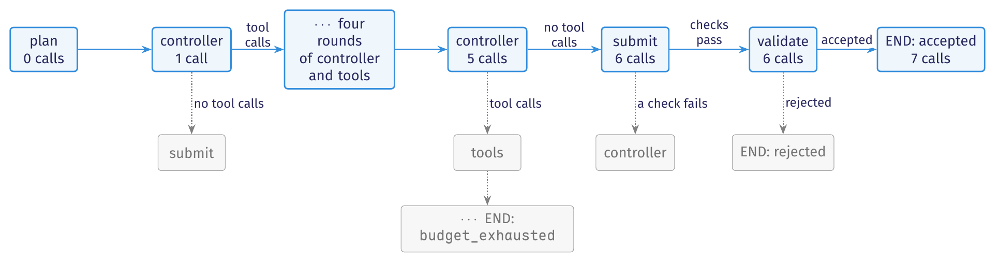 plan
0 calls
controller
1 call
tool
calls
··· four
rounds
of controller
and tools
controller
5 calls
no tool
calls
submit
6 calls
checks
pass
validate
6 calls
accepted
END: accepted
7 calls
no tool calls
tool calls
a check fails
rejected
submit
tools
controller
END: rejected
··· END:
budget_exhausted